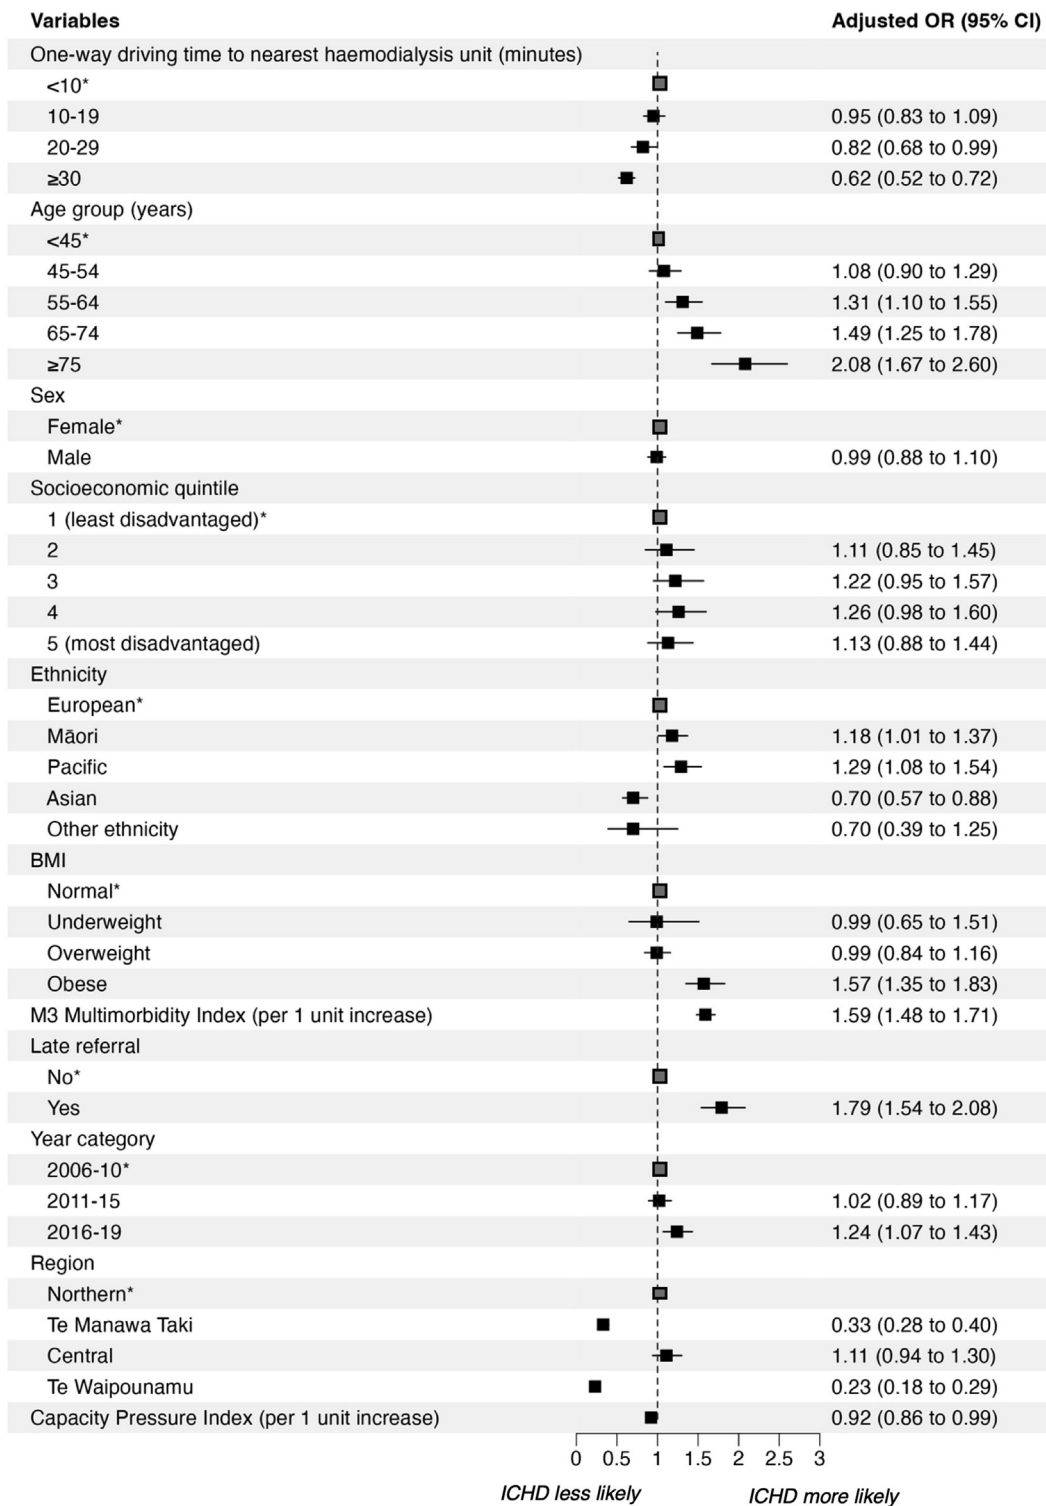 Variables Adjusted OR (95% CI)
One-way driving time to nearest haemodialysis unit (minutes)
<10*
10-19 0.95 (0.83 to 1.09)
20-29 0.82 (0.68 to 0.99)
≥30 0.62 (0.52 to 0.72)
Age group (years)
<45*
45-54 1.08 (0.90 to 1.29)
55-64 1.31 (1.10 to 1.55)
65-74 1.49 (1.25 to 1.78)
≥75 2.08 (1.67 to 2.60)
Sex
Female*
Male 0.99 (0.88 to 1.10)
Socioeconomic quintile
1 (least disadvantaged)*
2 1.11 (0.85 to 1.45)
3 1.22 (0.95 to 1.57)
4 1.26 (0.98 to 1.60)
5 (most disadvantaged) 1.13 (0.88 to 1.44)
Ethnicity
European*
Māori 1.18 (1.01 to 1.37)
Pacific 1.29 (1.08 to 1.54)
Asian 0.70 (0.57 to 0.88)
Other ethnicity 0.70 (0.39 to 1.25)
BMI
Normal*
Underweight 0.99 (0.65 to 1.51)
Overweight 0.99 (0.84 to 1.16)
Obese 1.57 (1.35 to 1.83)
M3 Multimorbidity Index (per 1 unit increase) 1.59 (1.48 to 1.71)
Late referral
No*
Yes 1.79 (1.54 to 2.08)
Year category
2006-10*
2011-15 1.02 (0.89 to 1.17)
2016-19 1.24 (1.07 to 1.43)
Region
Northern*
Te Manawa Taki 0.33 (0.28 to 0.40)
Central 1.11 (0.94 to 1.30)
Te Waipounamu 0.23 (0.18 to 0.29)
Capacity Pressure Index (per 1 unit increase) 0.92 (0.86 to 0.99)
0 0.5 1 1.5 2 2.5 3
ICHD less likely ICHD more likely